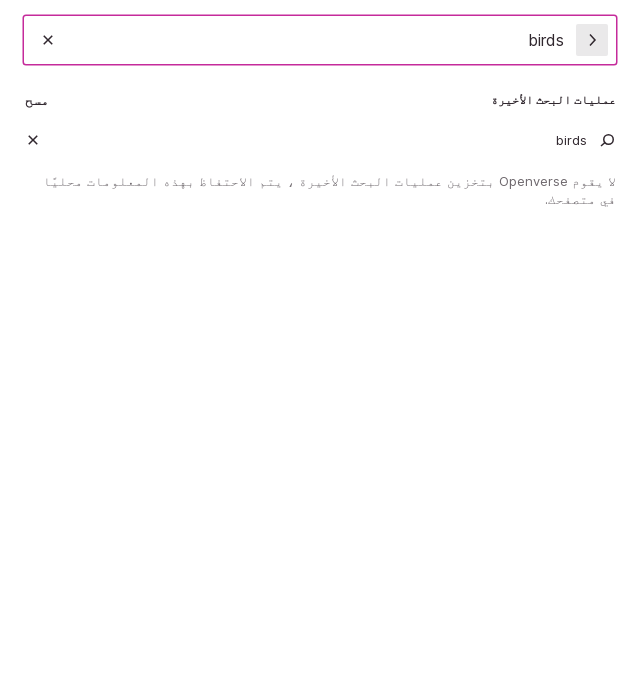 birds
عمليات البحث الأخيرة
مسح
birds
لا يقوم Openverse بتخزين عمليات البحث الأخيرة ، يتم الاحتفاظ بهذه المعلومات محليًا
في متصفحك.